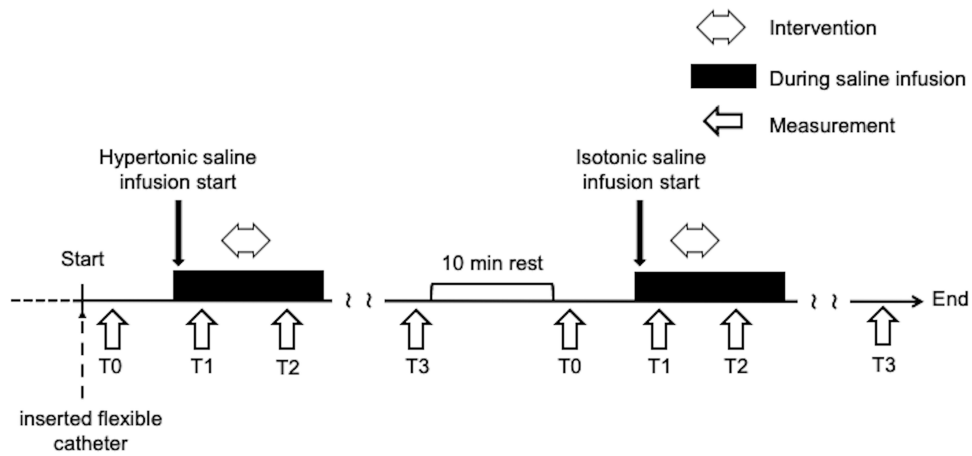 Intervention
During saline infusion
Measurement
Hypertonic saline
infusion start
Isotonic saline
infusion start
Start
10 min rest
End
T0
T1
T2
T3
T0
T1
T2
T3
inserted flexible
catheter